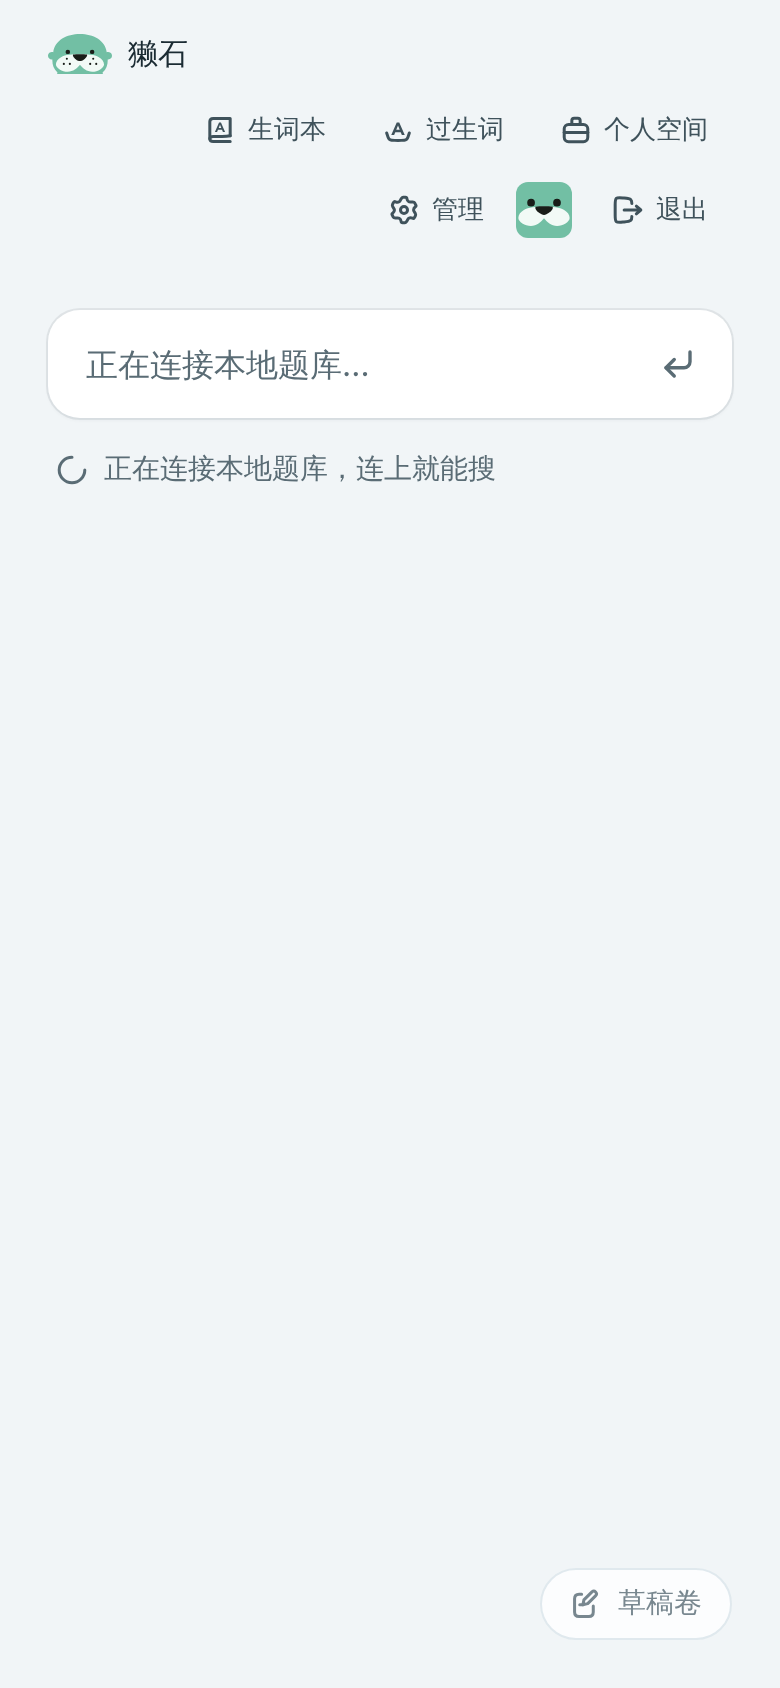 獭石
生词本 过生词 个人空间
管理 退出
正在连接本地题库...
正在连接本地题库，连上就能搜
草稿卷